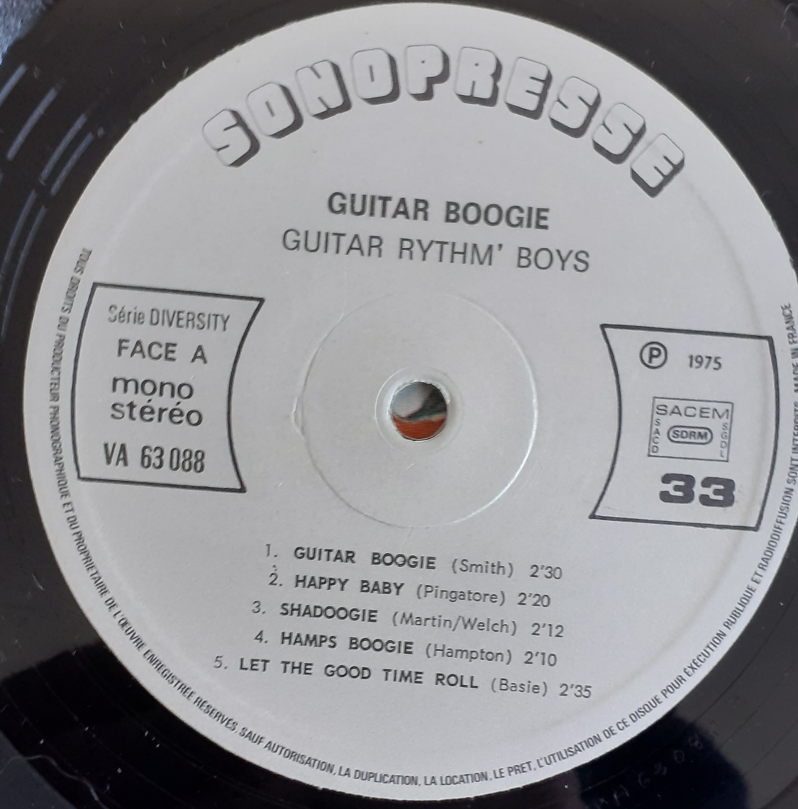 SONOPRESSE
GUITAR BOOGIE
GUITAR RYTHM' BOYS
Série DIVERSITY
FACE A
mono
stéréo
VA 63 088
Ⓟ 1975
SACEM
SACD
SDRM
SGDL
33
1. GUITAR BOOGIE (Smith) 2'30
2. HAPPY BABY (Pingatore) 2'20
3. SHADOOGIE (Martin/Welch) 2'12
4. HAMPS BOOGIE (Hampton) 2'10
5. LET THE GOOD TIME ROLL (Basie) 2'35
TOUS DROITS DU PRODUCTEUR PHONOGRAPHIQUE ET DU PROPRIETAIRE DE L'ŒUVRE ENREGISTREE RÉSERVES. SAUF AUTORISATION, LA DUPLICATION, LA LOCATION, LE PRET, L'UTILISATION DE CE DISQUE POUR ÉXECUTION PUBLIQUE ET RADIODIFFUSION SONT INTERDITS. MADE IN FRANCE